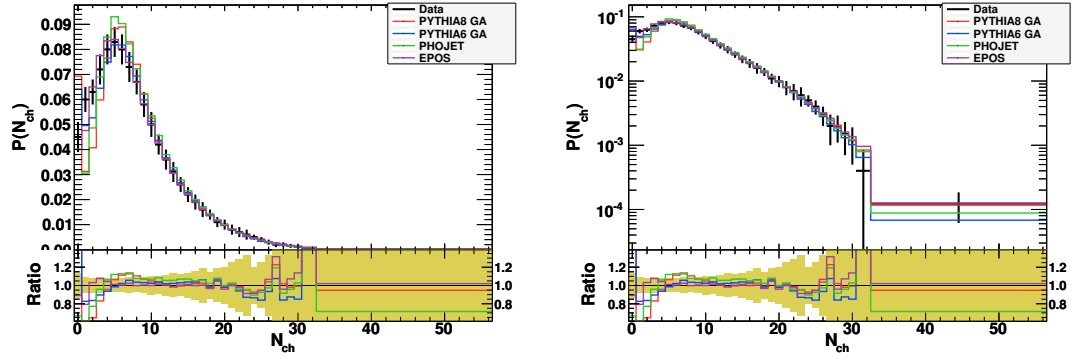 Data
PYTHIA8 GA
PYTHIA6 GA
PHOJET
EPOS
P(N_ch)
0.09
0.08
0.07
0.06
0.05
0.04
0.03
0.02
0.01
0.00
Ratio
1.2
1.0
0.8
1.2
1.0
0.8
0 10 20 30 40 50
N_ch
Data
PYTHIA8 GA
PYTHIA6 GA
PHOJET
EPOS
P(N_ch)
10^-1
10^-2
10^-3
10^-4
Ratio
1.2
1.0
0.8
1.2
1.0
0.8
0 10 20 30 40 50
N_ch